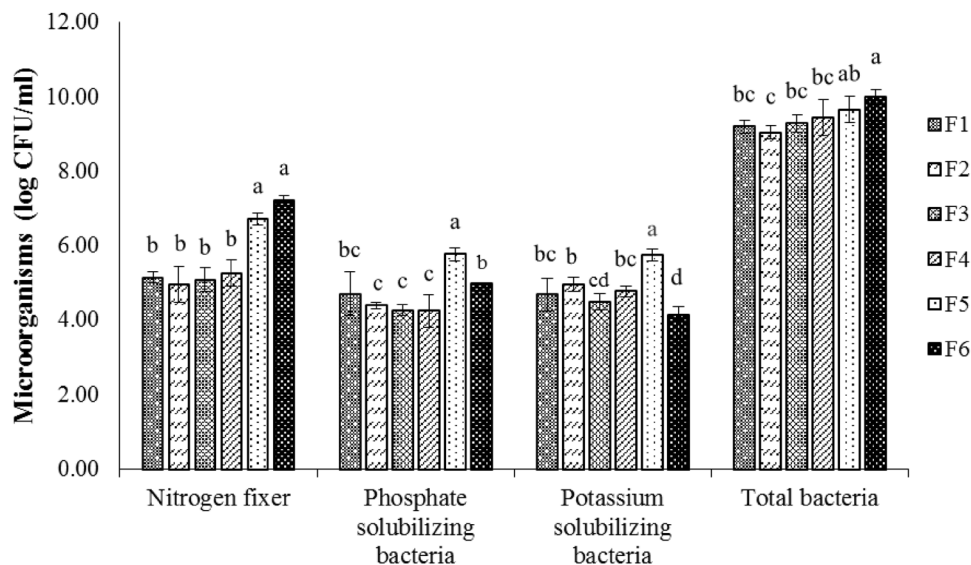 12.00
10.00
8.00
6.00
4.00
2.00
0.00
Microorganisms (log CFU/ml)
b b b b a a
bc c c c a b
bc b cd bc a d
bc c bc bc ab a
Nitrogen fixer
Phosphate
solubilizing
bacteria
Potassium
solubilizing
bacteria
Total bacteria
F1
F2
F3
F4
F5
F6